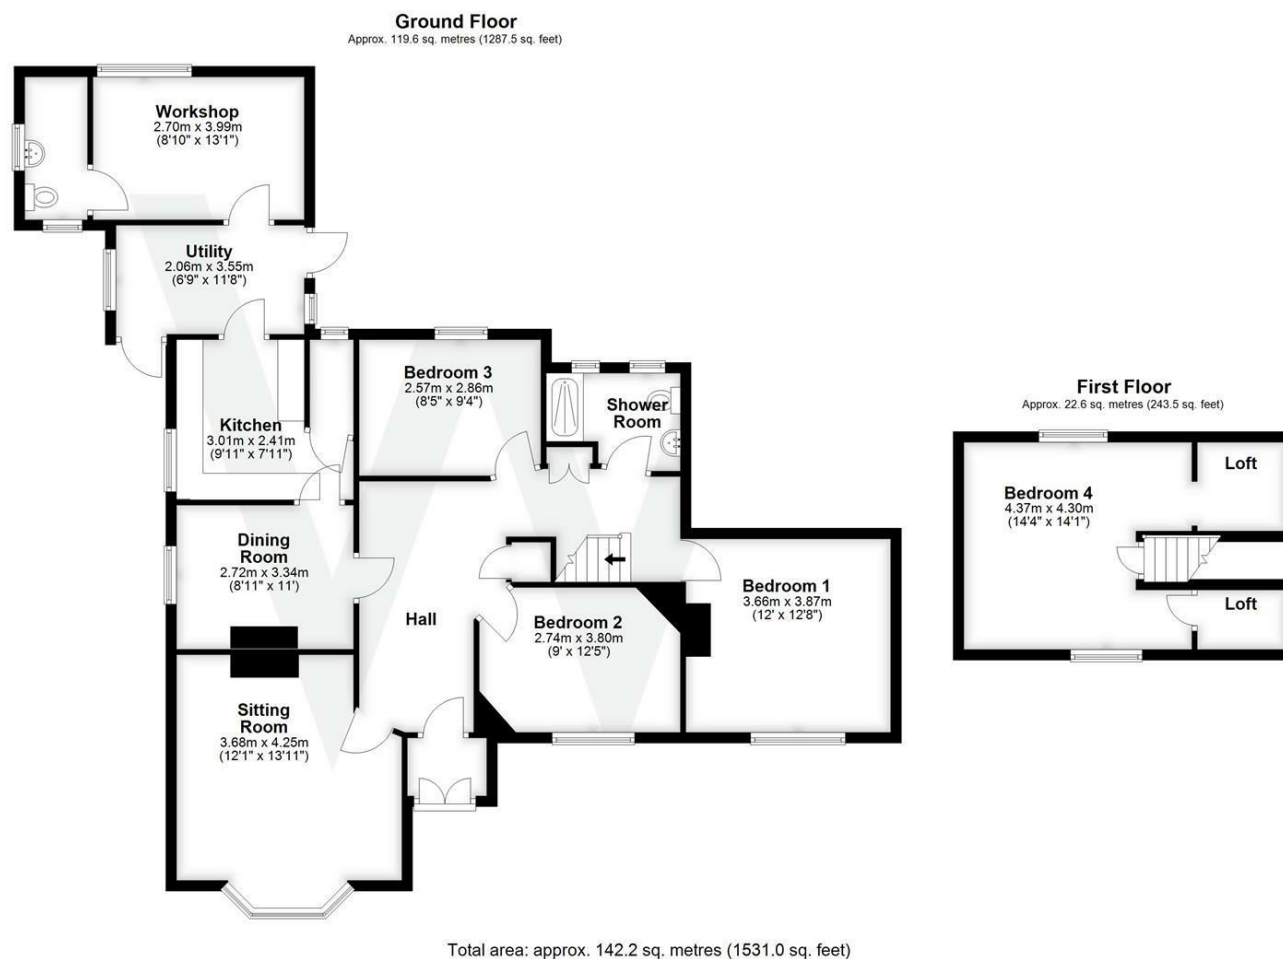 Ground Floor
Approx. 119.6 sq. metres (1287.5 sq. feet)
Workshop
2.70m x 3.99m
(8'10" x 13'1")
Utility
2.06m x 3.55m
(6'9" x 11'8")
Kitchen
3.01m x 2.41m
(9'11" x 7'11")
Bedroom 3
2.57m x 2.86m
(8'5" x 9'4")
Shower
Room
Dining
Room
2.72m x 3.34m
(8'11" x 11')
Hall
Bedroom 2
2.74m x 3.80m
(9' x 12'5")
Bedroom 1
3.66m x 3.87m
(12' x 12'8")
Sitting
Room
3.68m x 4.25m
(12'1" x 13'11")
First Floor
Approx. 22.6 sq. metres (243.5 sq. feet)
Bedroom 4
4.37m x 4.30m
(14'4" x 14'1")
Loft
Loft
Total area: approx. 142.2 sq. metres (1531.0 sq. feet)